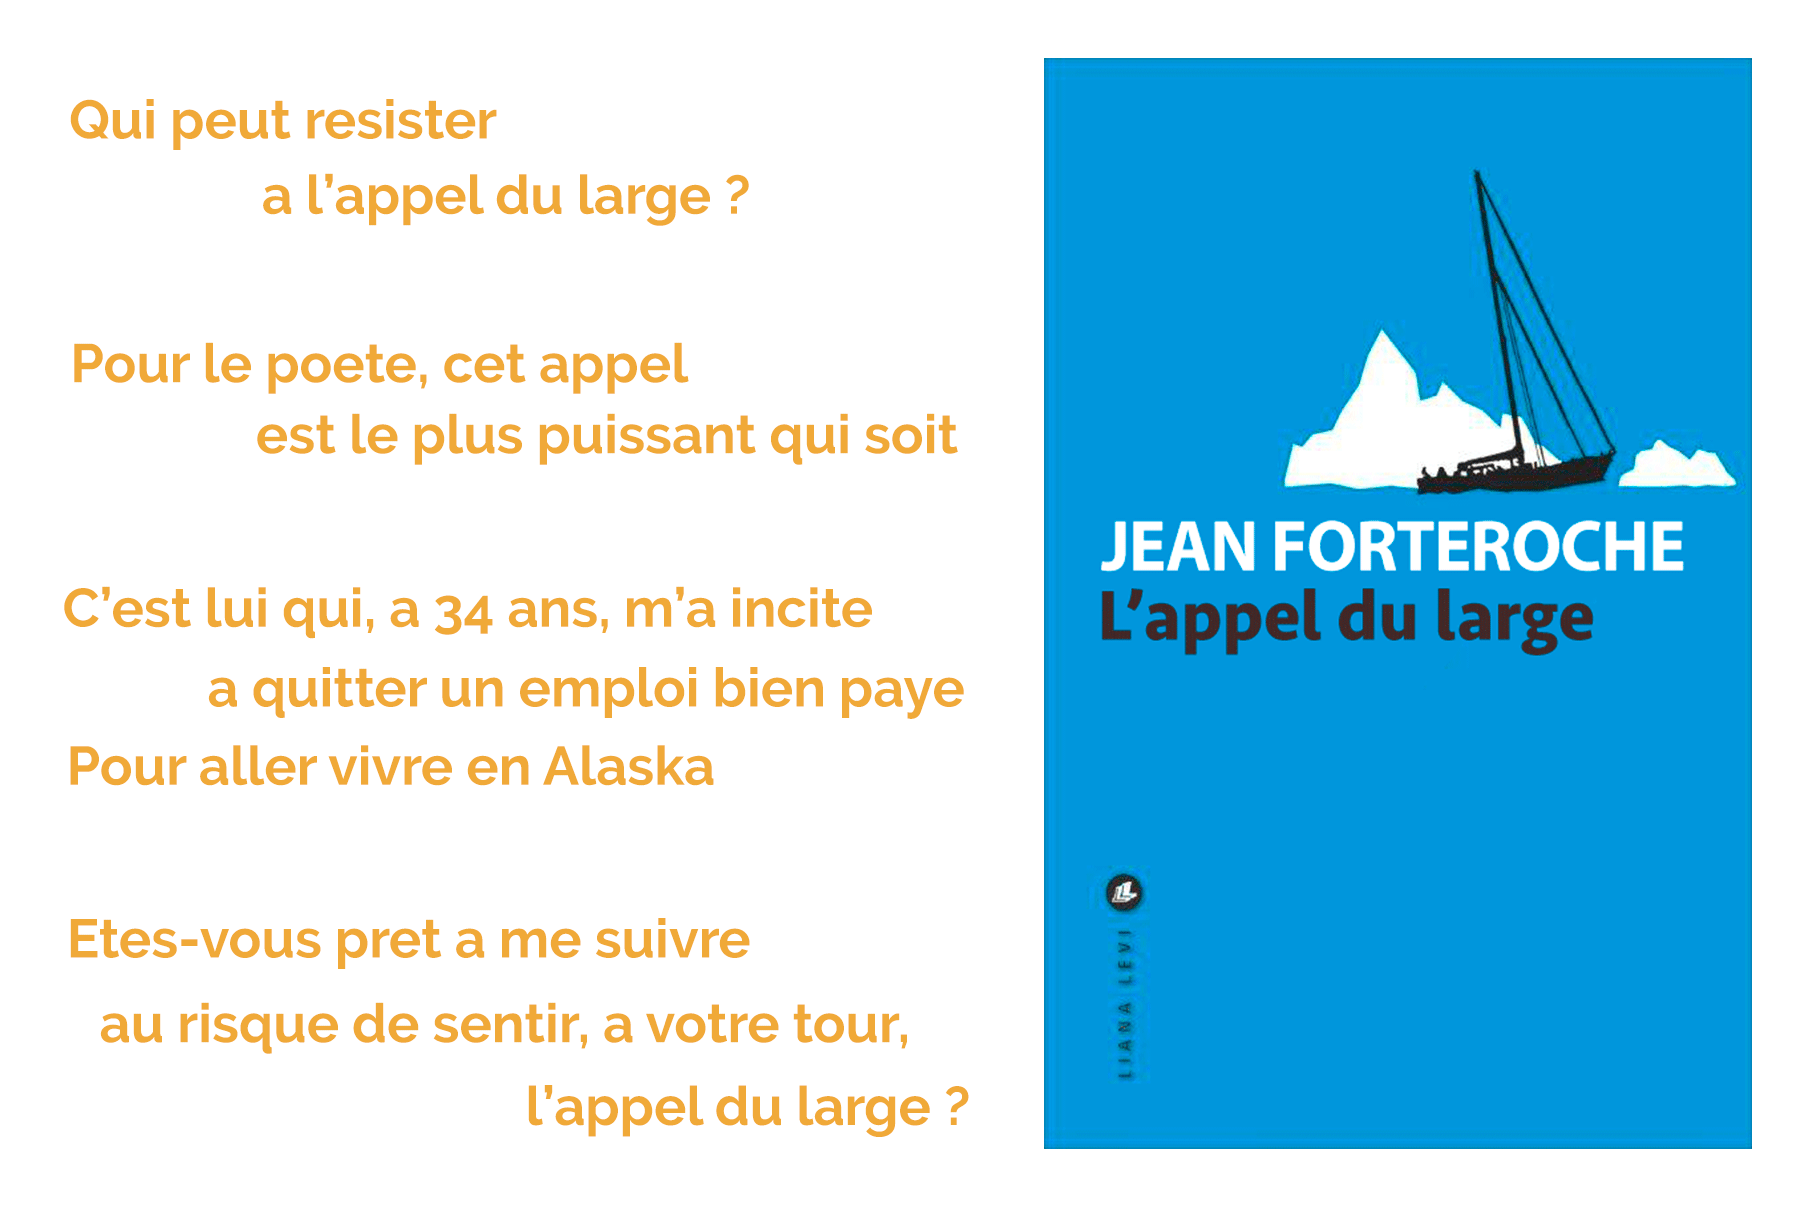 Qui peut resister
a l’appel du large ?
Pour le poete, cet appel
est le plus puissant qui soit
C’est lui qui, a 34 ans, m’a incite
a quitter un emploi bien paye
Pour aller vivre en Alaska
Etes-vous pret a me suivre
au risque de sentir, a votre tour,
l’appel du large ?
JEAN FORTEROCHE
L’appel du large
LIANA LEVI